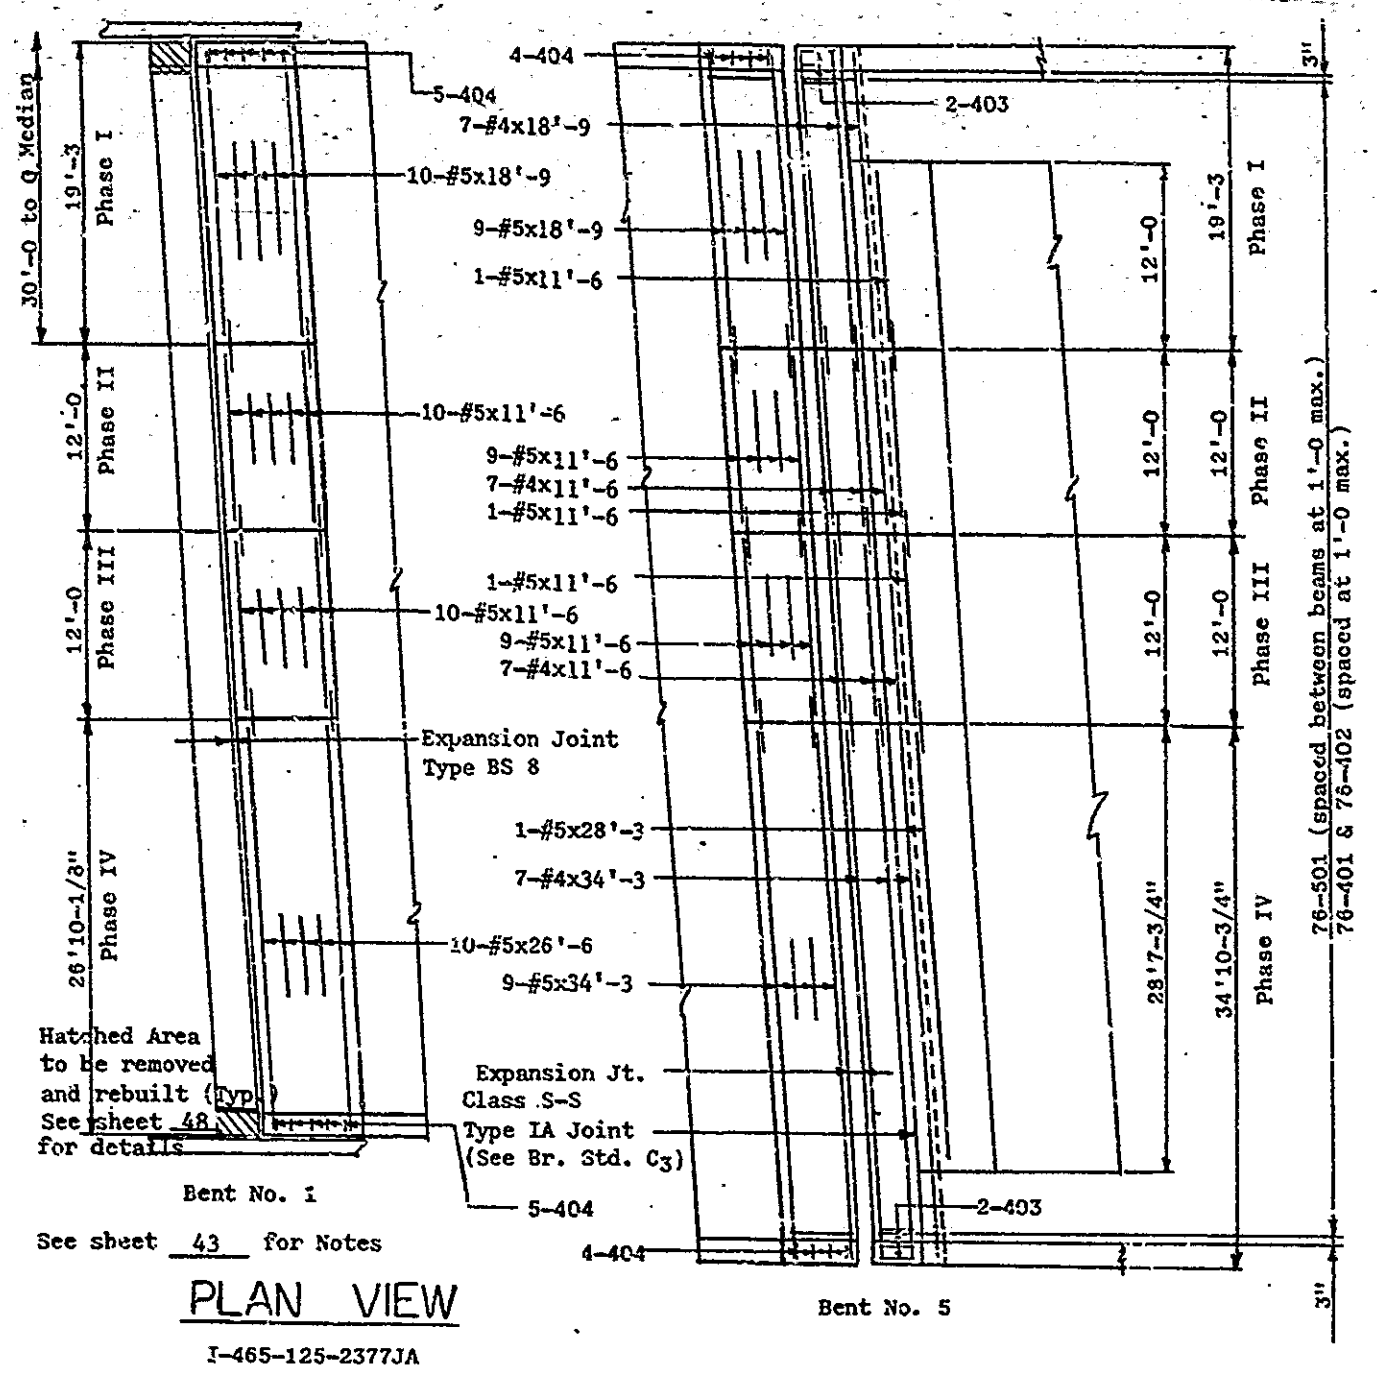 30'-0 to ₵ Median
19'-3
Phase I
12'-0
Phase II
12'-0
Phase III
26'10-1/8"
Phase IV
5-404
10-#5x18'-9
10-#5x11'-6
10-#5x11'-6
Expansion Joint
Type BS 8
10-#5x26'-6
Hatched Area
to be removed
and rebuilt (Typ.)
See sheet 48
for details
5-404
Bent No. 1
See sheet 43 for Notes
PLAN VIEW
I-465-125-2377JA
4-404
2-403
7-#4x18'-9
9-#5x18'-9
1-#5x11'-6
9-#5x11'-6
7-#4x11'-6
1-#5x11'-6
1-#5x11'-6
9-#5x11'-6
7-#4x11'-6
1-#5x28'-3
7-#4x34'-3
9-#5x34'-3
Expansion Jt.
Class S-S
Type IA Joint
(See Br. Std. C3)
2-403
4-404
Bent No. 5
12'-0
12'-0
12'-0
28'7-3/4"
19'-3
12'-0
12'-0
34'10-3/4"
Phase I
Phase II
Phase III
Phase IV
3"
76-501 (spaced between beams at 1'-0 max.)
76-401 & 76-402 (spaced at 1'-0 max.)
3"